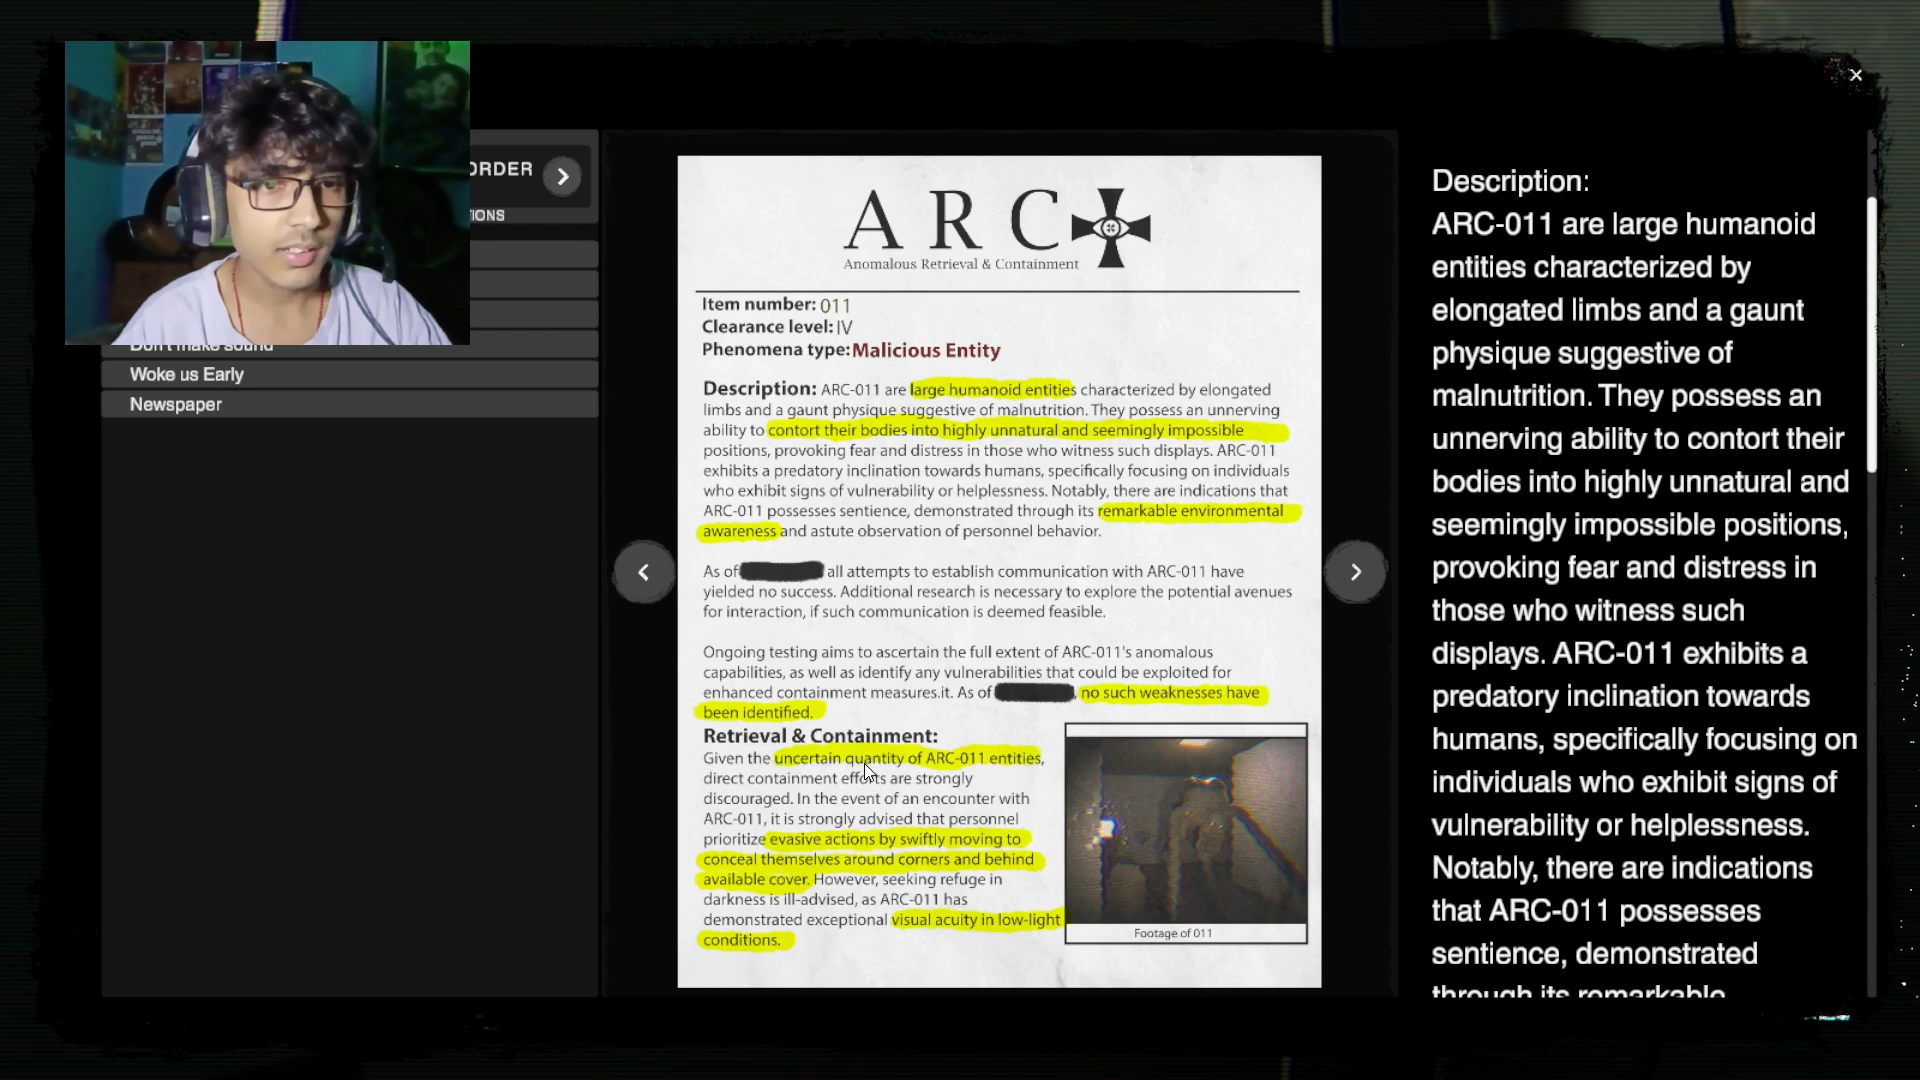 ORDER
IONS
Don't make sound
Woke us Early
Newspaper
ARC
Anomalous Retrieval & Containment
Item number: 011
Clearance level: IV
Phenomena type: Malicious Entity
Description: ARC-011 are large humanoid entities characterized by elongated
limbs and a gaunt physique suggestive of malnutrition. They possess an unnerving
ability to contort their bodies into highly unnatural and seemingly impossible
positions, provoking fear and distress in those who witness such displays. ARC-011
exhibits a predatory inclination towards humans, specifically focusing on individuals
who exhibit signs of vulnerability or helplessness. Notably, there are indications that
ARC-011 possesses sentience, demonstrated through its remarkable environmental
awareness and astute observation of personnel behavior.
As of all attempts to establish communication with ARC-011 have
yielded no success. Additional research is necessary to explore the potential avenues
for interaction, if such communication is deemed feasible.
Ongoing testing aims to ascertain the full extent of ARC-011's anomalous
capabilities, as well as identify any vulnerabilities that could be exploited for
enhanced containment measures.it. As of , no such weaknesses have
been identified.
Retrieval & Containment:
Given the uncertain quantity of ARC-011 entities,
direct containment efforts are strongly
discouraged. In the event of an encounter with
ARC-011, it is strongly advised that personnel
prioritize evasive actions by swiftly moving to
conceal themselves around corners and behind
available cover. However, seeking refuge in
darkness is ill-advised, as ARC-011 has
demonstrated exceptional visual acuity in low-light
conditions.
Footage of 011
Description:
ARC-011 are large humanoid
entities characterized by
elongated limbs and a gaunt
physique suggestive of
malnutrition. They possess an
unnerving ability to contort their
bodies into highly unnatural and
seemingly impossible positions,
provoking fear and distress in
those who witness such
displays. ARC-011 exhibits a
predatory inclination towards
humans, specifically focusing on
individuals who exhibit signs of
vulnerability or helplessness.
Notably, there are indications
that ARC-011 possesses
sentience, demonstrated
through its remarkable